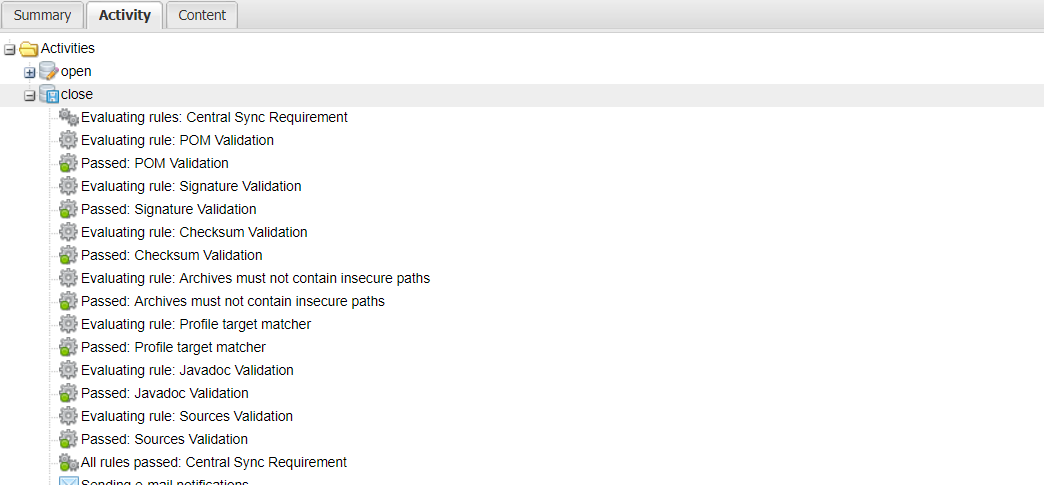 Summary Activity Content
Activities
open
close
Evaluating rules: Central Sync Requirement
Evaluating rule: POM Validation
Passed: POM Validation
Evaluating rule: Signature Validation
Passed: Signature Validation
Evaluating rule: Checksum Validation
Passed: Checksum Validation
Evaluating rule: Archives must not contain insecure paths
Passed: Archives must not contain insecure paths
Evaluating rule: Profile target matcher
Passed: Profile target matcher
Evaluating rule: Javadoc Validation
Passed: Javadoc Validation
Evaluating rule: Sources Validation
Passed: Sources Validation
All rules passed: Central Sync Requirement
Sending e-mail notifications